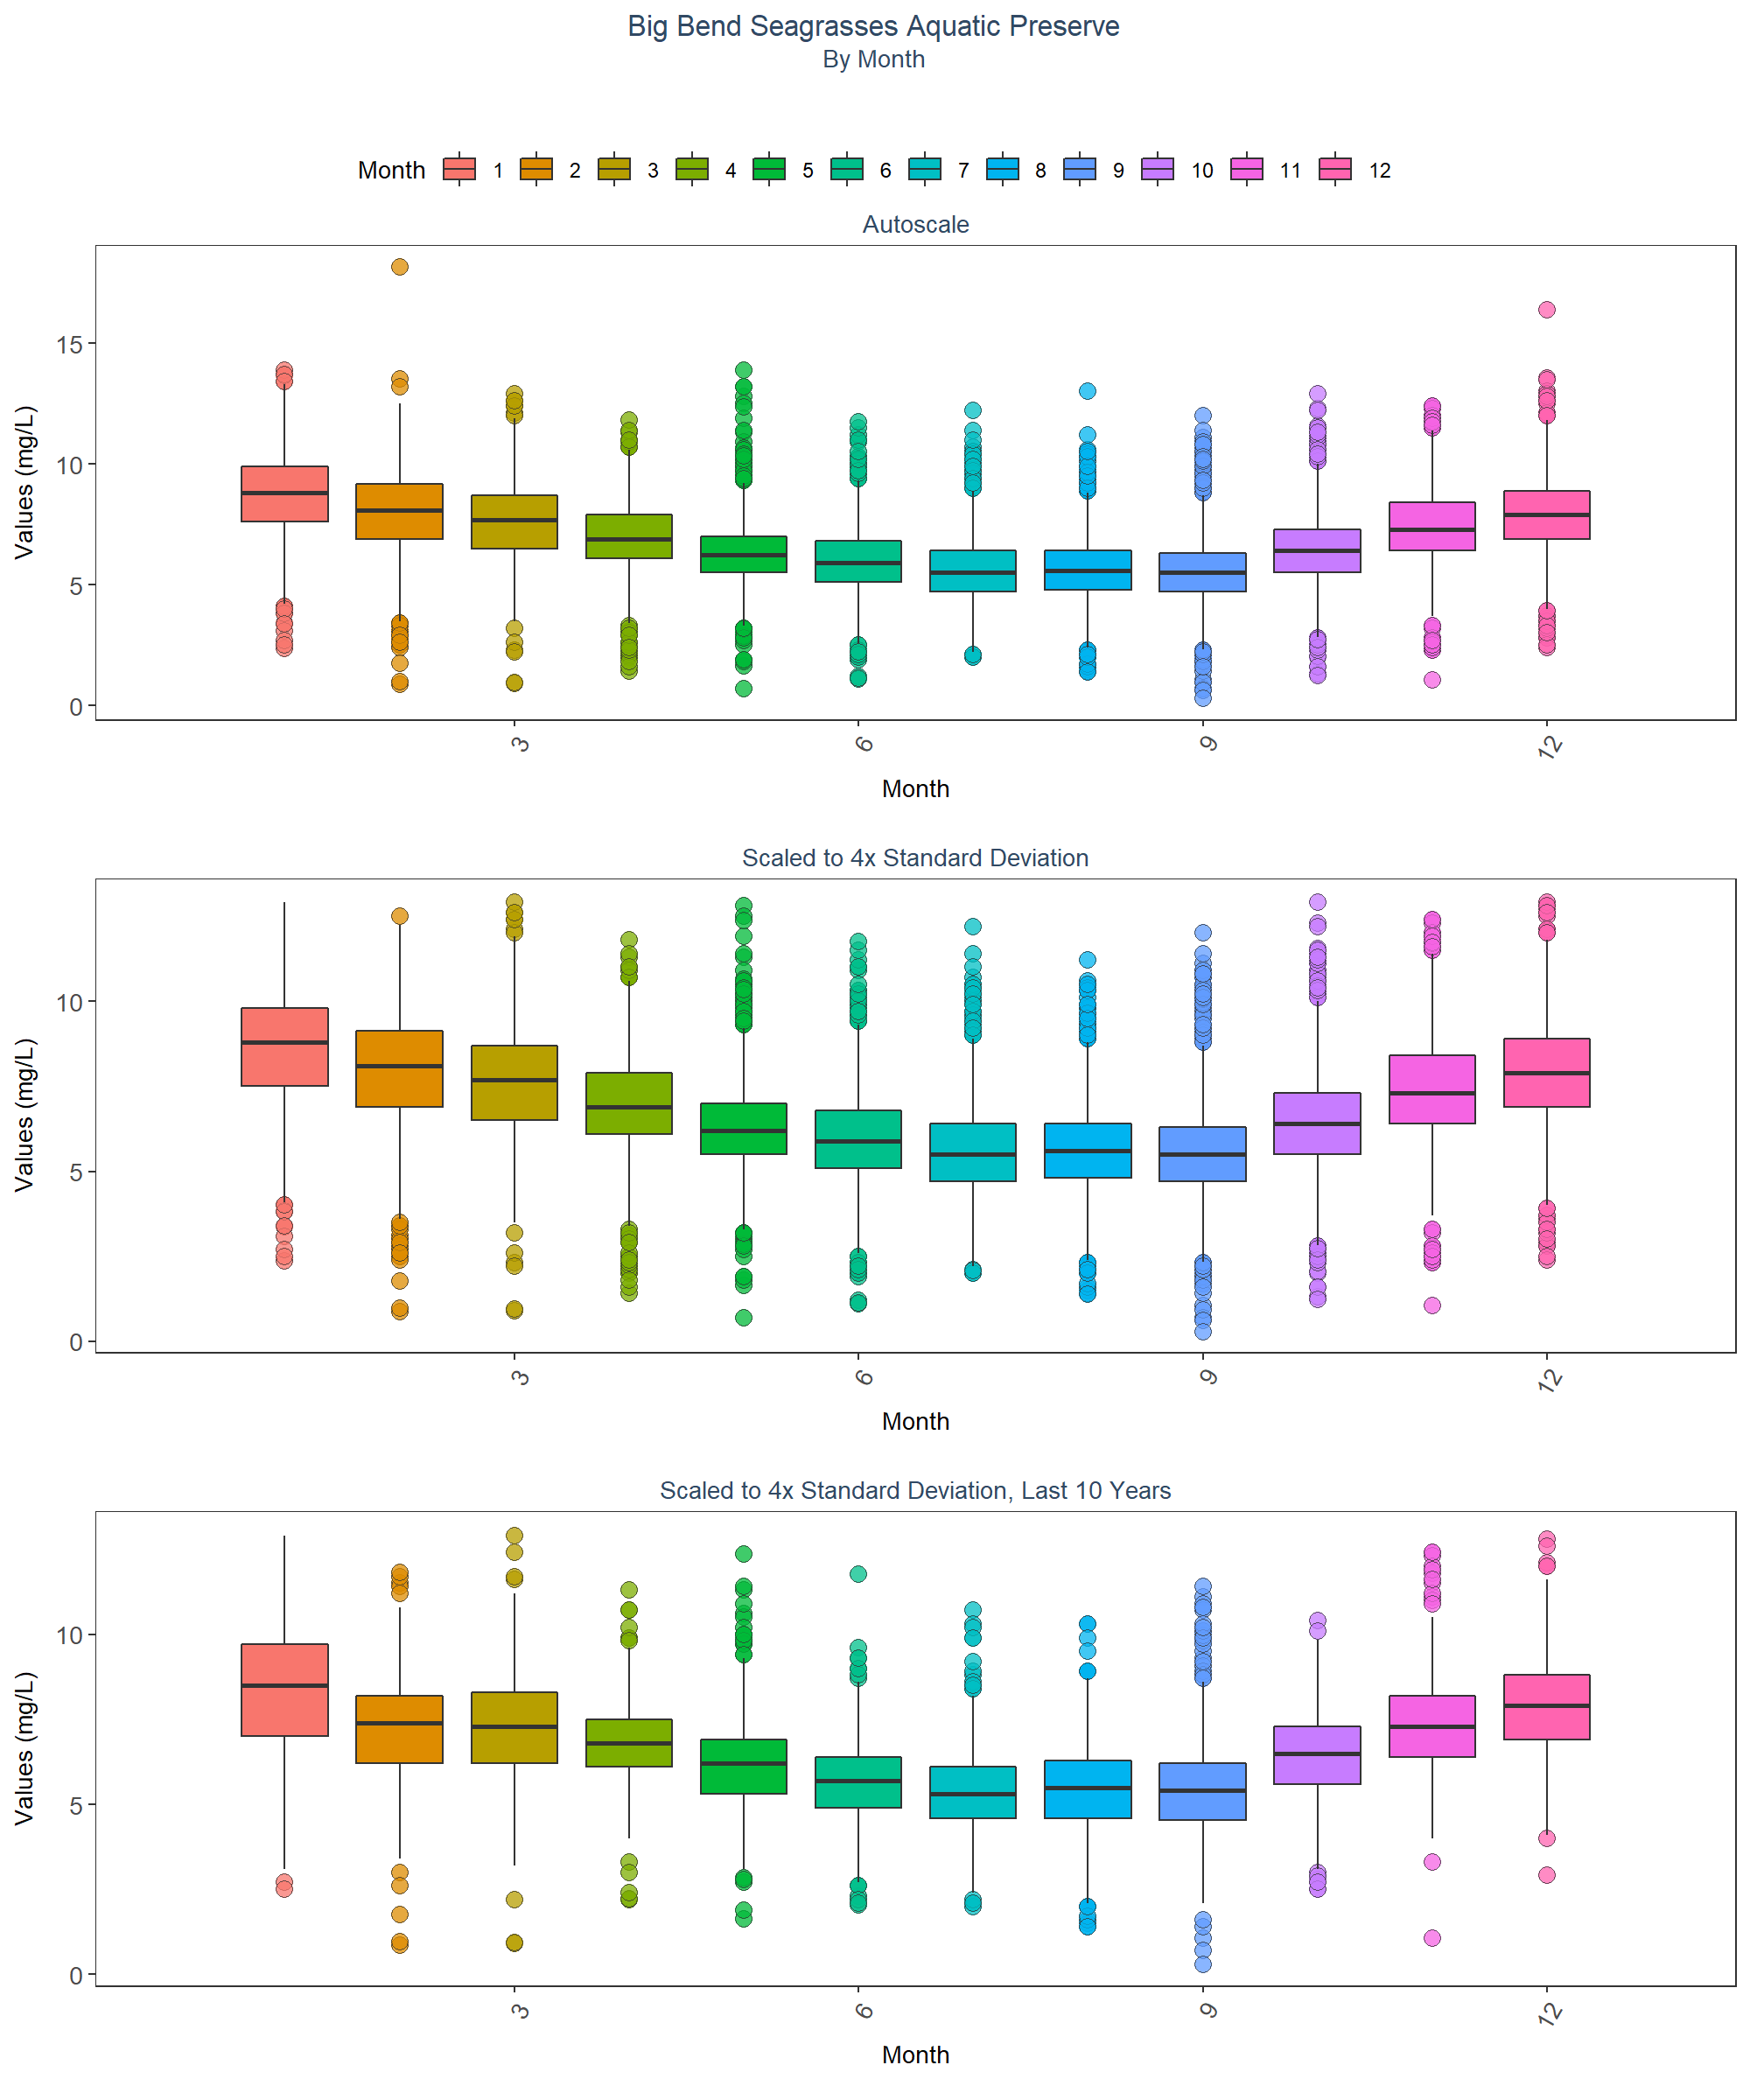 Big Bend Seagrasses Aquatic Preserve
By Month
Month 1 2 3 4 5 6 7 8 9 10 11 12
Autoscale
Values (mg/L)
15
10
5
0
3 6 9 12
Month
Scaled to 4x Standard Deviation
Values (mg/L)
10
5
0
3 6 9 12
Month
Scaled to 4x Standard Deviation, Last 10 Years
Values (mg/L)
10
5
0
3 6 9 12
Month